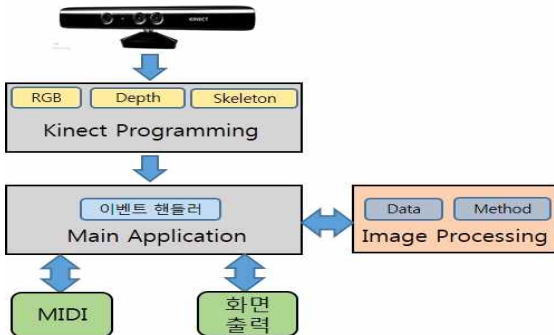 KINECT
RGB Depth Skeleton
Kinect Programming
이벤트 핸들러
Main Application
Data Method
Image Processing
MIDI
화면
출력